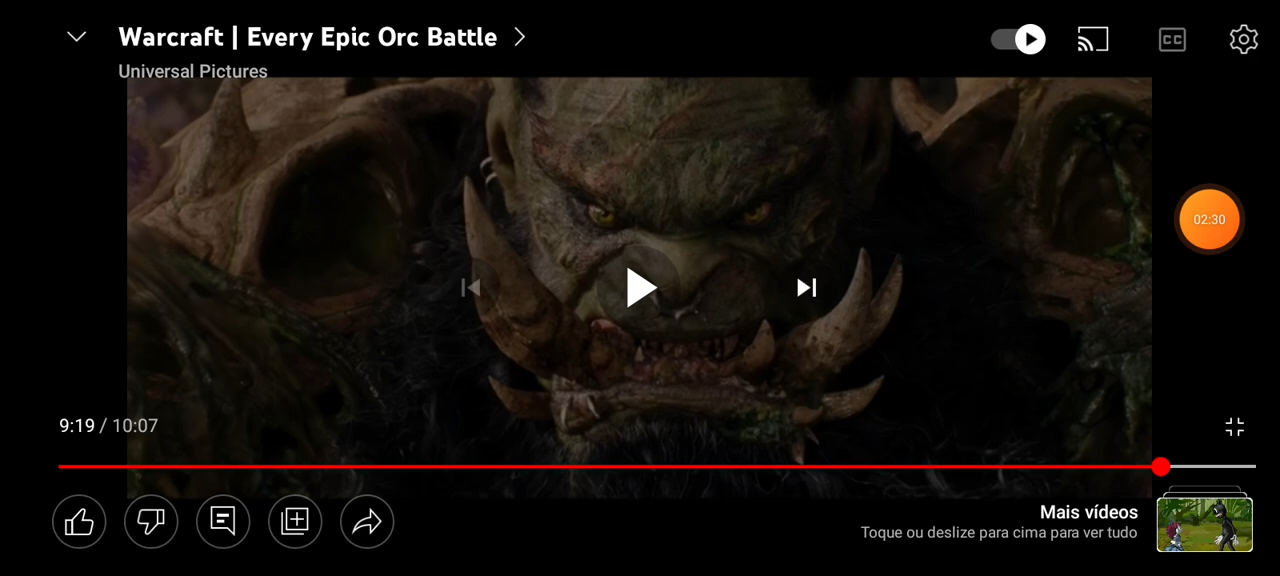 Warcraft | Every Epic Orc Battle
Universal Pictures
CC
02:30
9:19 / 10:07
Mais vídeos
Toque ou deslize para cima para ver tudo